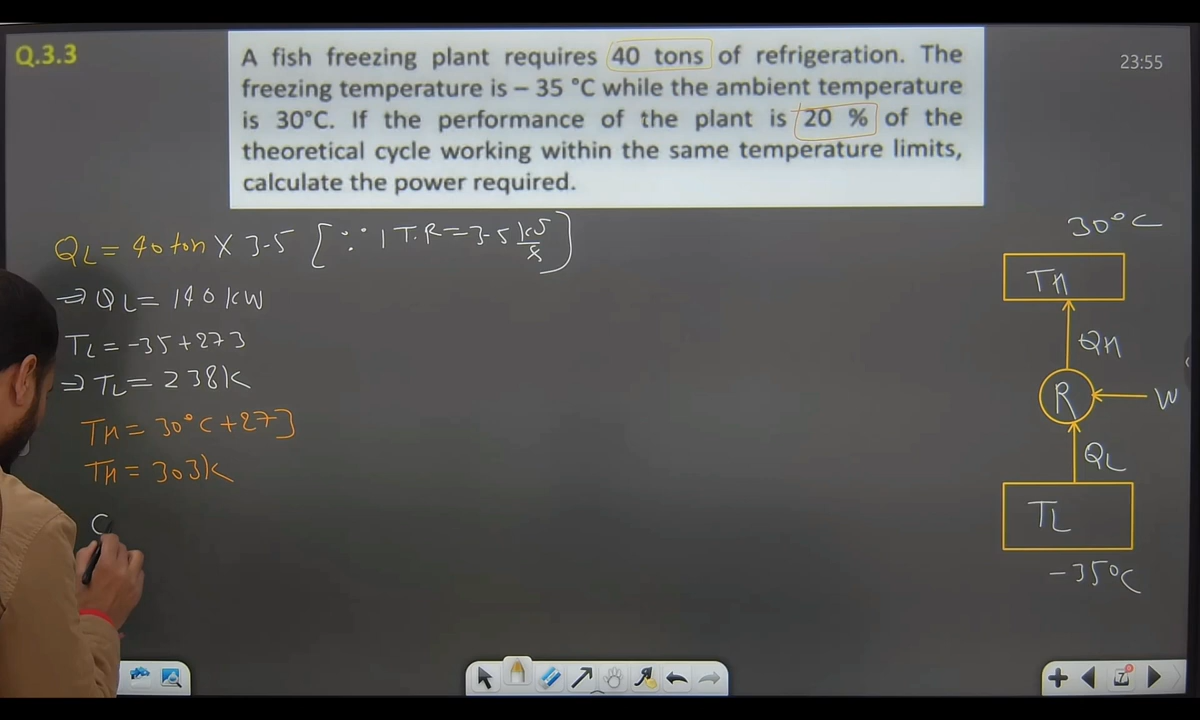 Q.3.3
A fish freezing plant requires 40 tons of refrigeration. The
freezing temperature is – 35 °C while the ambient temperature
is 30°C. If the performance of the plant is 20 % of the
theoretical cycle working within the same temperature limits,
calculate the power required.
23:55
QL = 40 ton X 3.5 [∵ 1 T.R = 3.5 kJ/s]
⇒ QL = 140 kW
TL = -35+273
⇒ TL = 238K
TH = 30°C+273
TH = 303K
C
30°C
TH
QH
R
W
QL
TL
-35°C
7